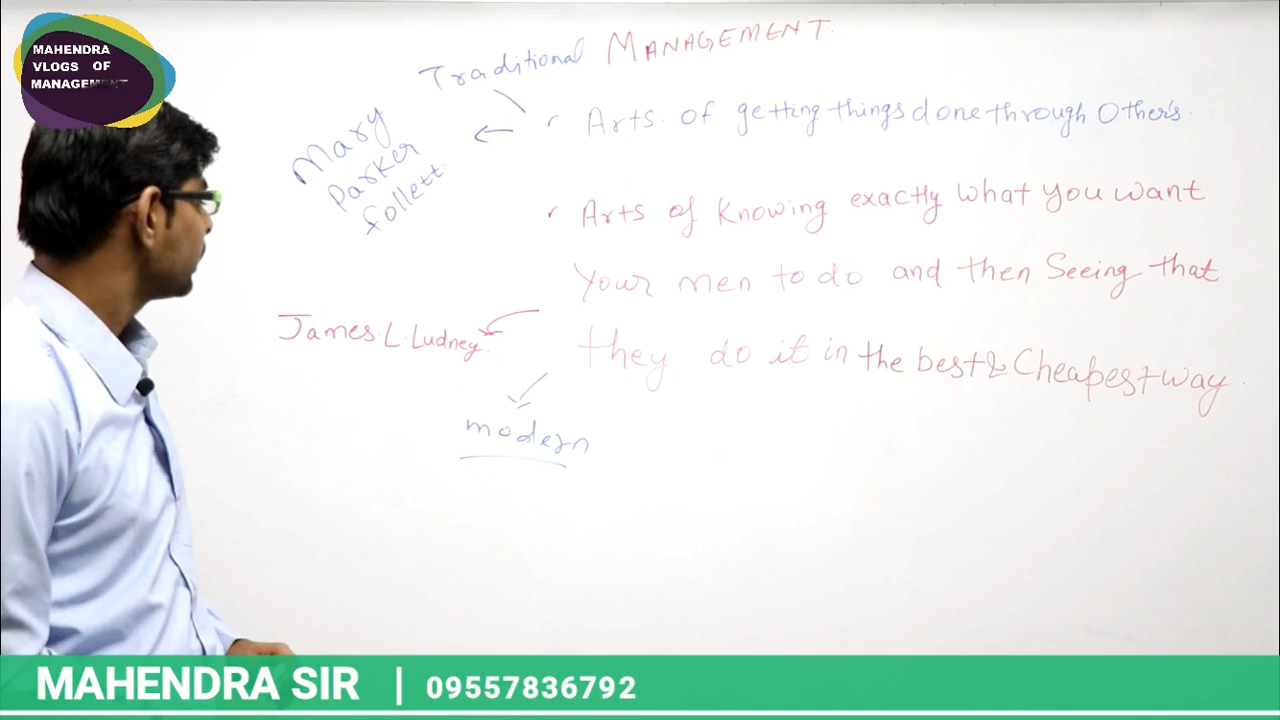 MAHENDRA
VLOGS OF
MANAGEMENT
Traditional MANAGEMENT.
Arts. of getting things done through Other's.
Mary
Parker
follett.
Arts of Knowing exactly what you want
Your men to do and then Seeing that
they do it in the best & Cheapest way.
James L. Ludney.
modern
MAHENDRA SIR | 09557836792